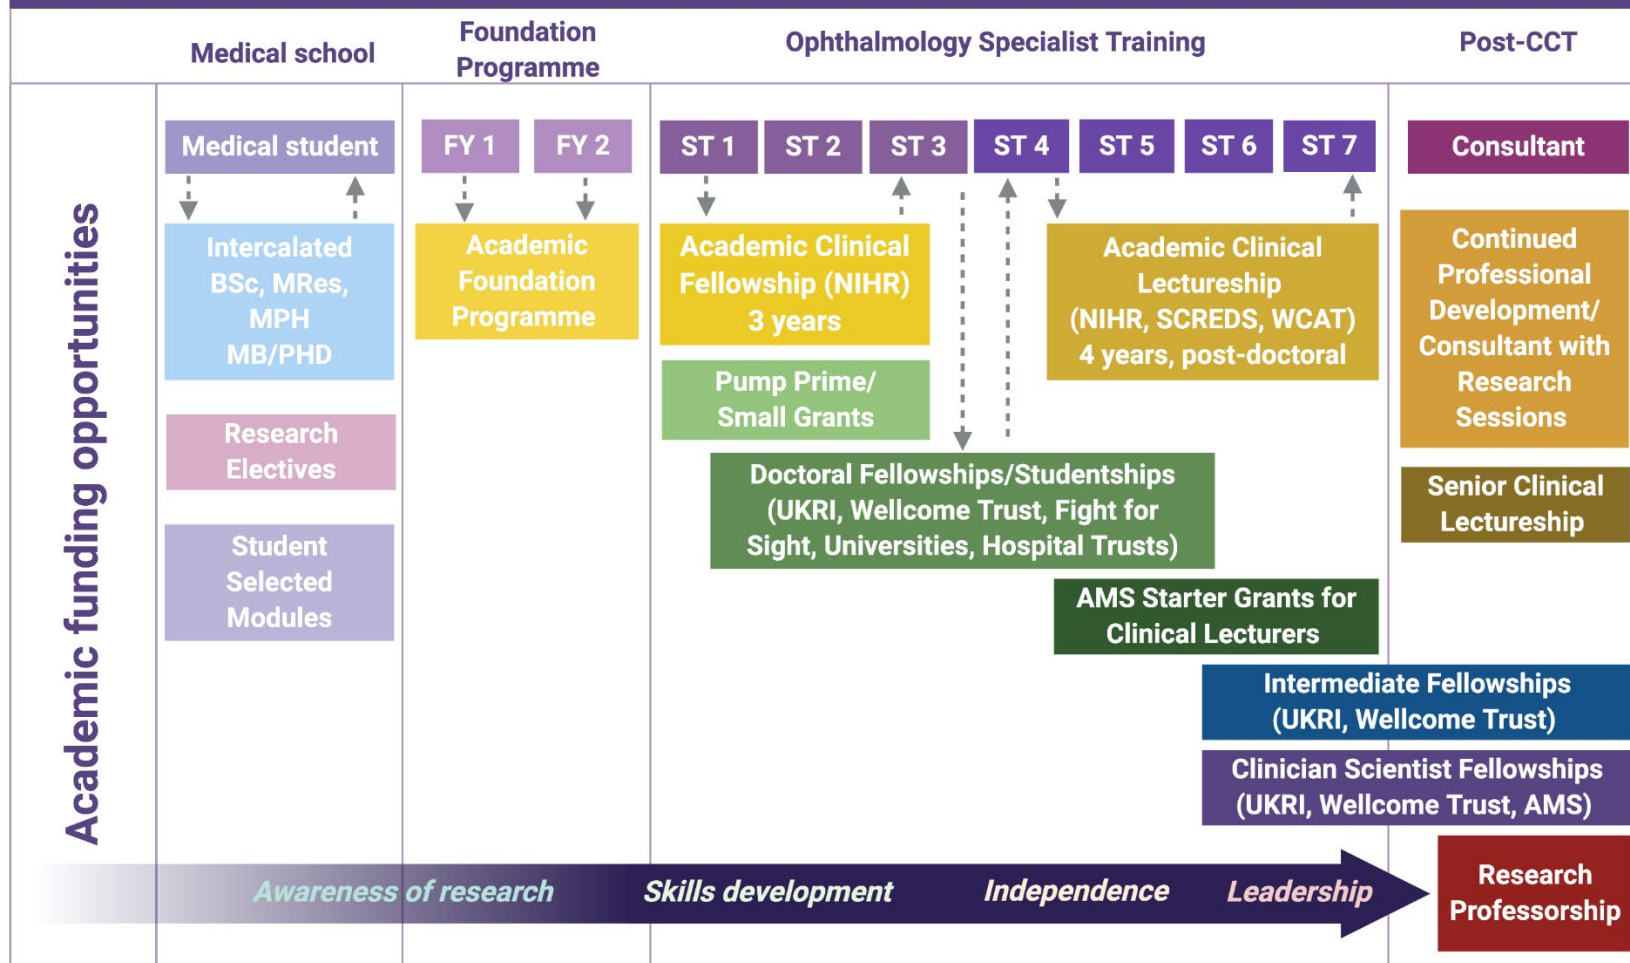 Medical school
Foundation
Programme
Ophthalmology Specialist Training
Post-CCT
Academic funding opportunities
Medical student
FY 1
FY 2
ST 1
ST 2
ST 3
ST 4
ST 5
ST 6
ST 7
Consultant
Intercalated
BSc, MRes,
MPH
MB/PHD
Research
Electives
Student
Selected
Modules
Academic
Foundation
Programme
Academic Clinical
Fellowship (NIHR)
3 years
Pump Prime/
Small Grants
Academic Clinical
Lectureship
(NIHR, SCREDS, WCAT)
4 years, post-doctoral
Doctoral Fellowships/Studentships
(UKRI, Wellcome Trust, Fight for
Sight, Universities, Hospital Trusts)
AMS Starter Grants for
Clinical Lecturers
Continued
Professional
Development/
Consultant with
Research
Sessions
Senior Clinical
Lectureship
Intermediate Fellowships
(UKRI, Wellcome Trust)
Clinician Scientist Fellowships
(UKRI, Wellcome Trust, AMS)
Awareness of research
Skills development
Independence
Leadership
Research
Professorship